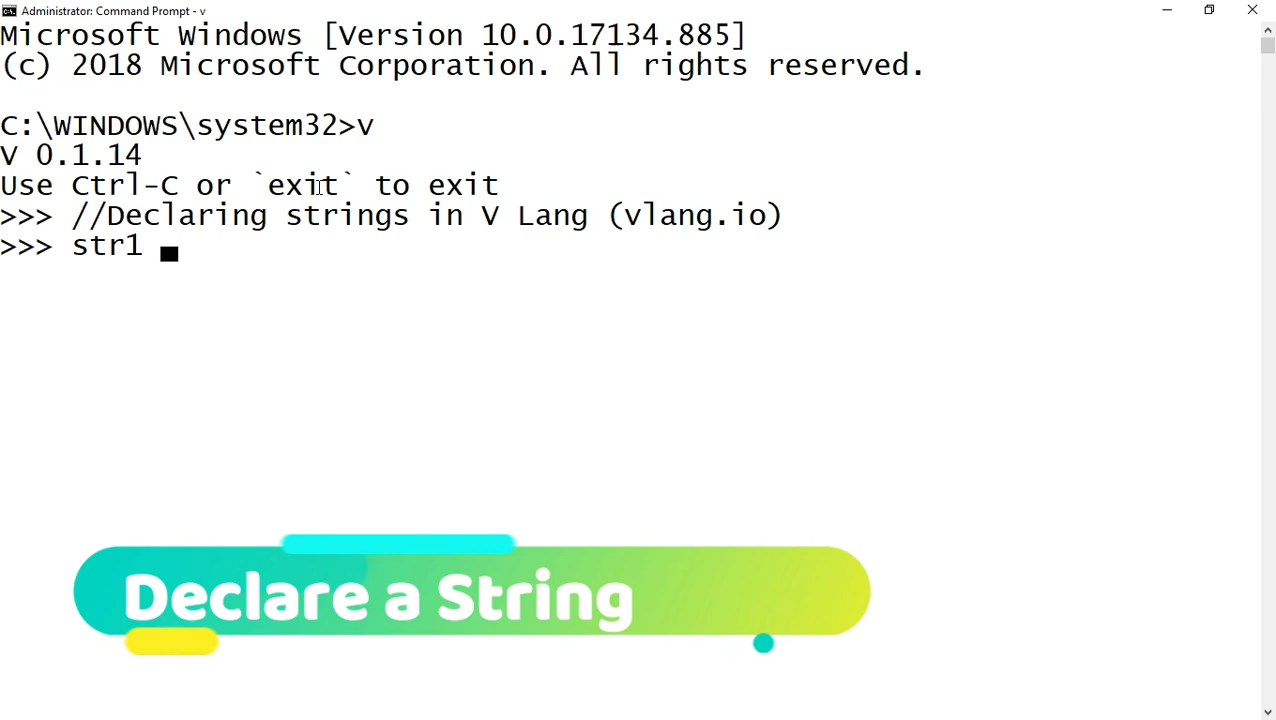 Administrator: Command Prompt - v
Microsoft Windows [Version 10.0.17134.885]
(c) 2018 Microsoft Corporation. All rights reserved.
C:\WINDOWS\system32>v
V 0.1.14
Use Ctrl-C or `exit` to exit
>>> //Declaring strings in V Lang (vlang.io)
>>> str1
Declare a String